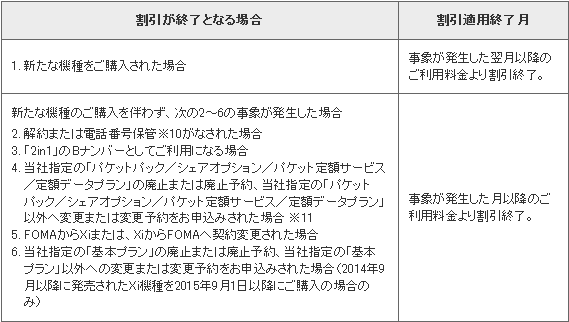 割引が終了となる場合
割引適用終了月
1. 新たな機種をご購入された場合
事象が発生した翌月以降の
ご利用料金より割引終了。
新たな機種のご購入を伴わず、次の2～6の事象が発生した場合
2. 解約または電話番号保管※10がなされた場合
3. 「2in1」のBナンバーとしてご利用になる場合
4. 当社指定の「パケットパック／シェアオプション／パケット定額サービス
／定額データプラン」の廃止または廃止予約、当社指定の「パケット
パック／シェアオプション／パケット定額サービス／定額データプラン」
以外へ変更または変更予約をお申込みされた場合 ※11
5. FOMAからXiまたは、XiからFOMAへ契約変更された場合
6. 当社指定の「基本プラン」の廃止または廃止予約、当社指定の「基本
プラン」以外への変更または変更予約をお申込みされた場合（2014年9
月以降に発売されたXi機種を2015年9月1日以降にご購入の場合の
み）
事象が発生した月以降のご
利用料金より割引終了。